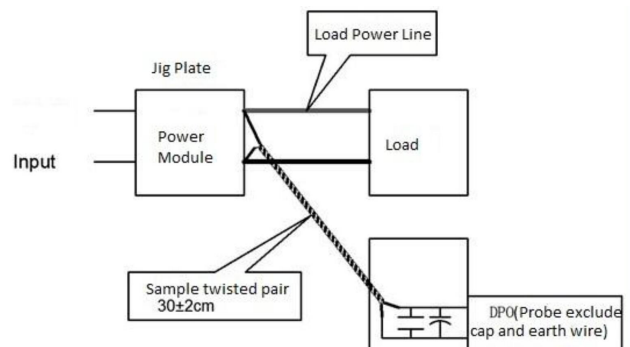 Load Power Line
Jig Plate
Power
Module
Load
Input
Sample twisted pair
30±2cm
DPO(Probe exclude
cap and earth wire)